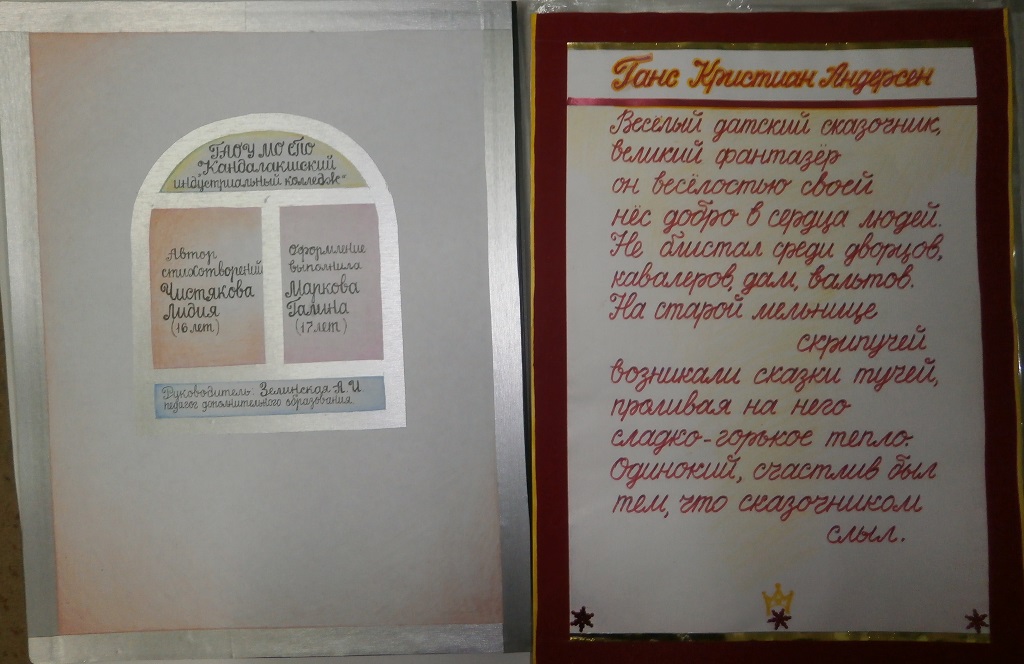 ГАОУ МО СПО
"Кандалакшский
индустриальный колледж"
Автор
стихотворений
Чистякова
Лидия
(16 лет)
Оформление
выполнила
Маркова
Галина
(17 лет)
Руководитель: Зелинская А.И
педагог дополнительного образования
Ганс Кристиан Андерсен
Весёлый датский сказочник,
великий фантазёр
он весёлостью своей
нёс добро в сердца людей.
Не блистал среди дворцов,
кавалеров, дам, вальтов.
На старой мельнице
скрипучей
возникали сказки тучей,
проливая на него
сладко-горькое тепло.
Одинокий, счастлив был
тем, что сказочником
слыл.